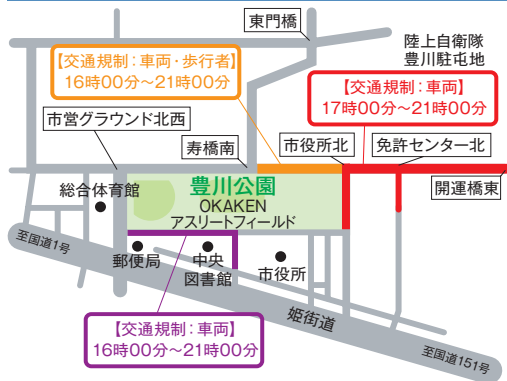 東門橋
陸上自衛隊
豊川駐屯地
【交通規制：車両・歩行者】
16時00分～21時00分
【交通規制：車両】
17時00分～21時00分
市営グラウンド北西
寿橋南
市役所北
免許センター北
開運橋東
総合体育館
豊川公園
OKAKEN
アスリートフィールド
至国道1号
郵便局
中央
図書館
市役所
姫街道
【交通規制：車両】
16時00分～21時00分
至国道151号